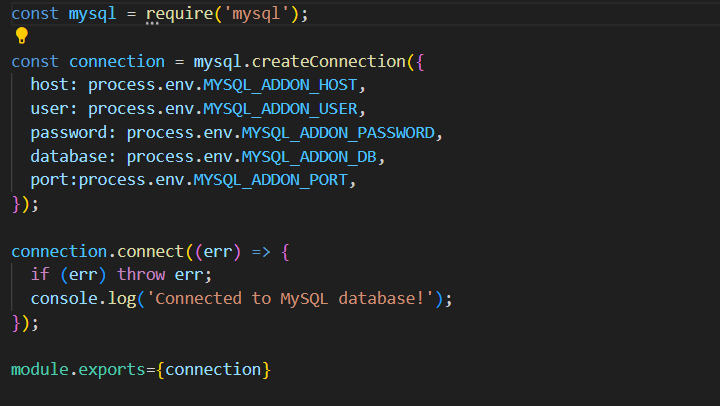 const mysql = require('mysql');
const connection = mysql.createConnection({
host: process.env.MYSQL_ADDON_HOST,
user: process.env.MYSQL_ADDON_USER,
password: process.env.MYSQL_ADDON_PASSWORD,
database: process.env.MYSQL_ADDON_DB,
port:process.env.MYSQL_ADDON_PORT,
});
connection.connect((err) => {
if (err) throw err;
console.log('Connected to MySQL database!');
});
module.exports={connection}